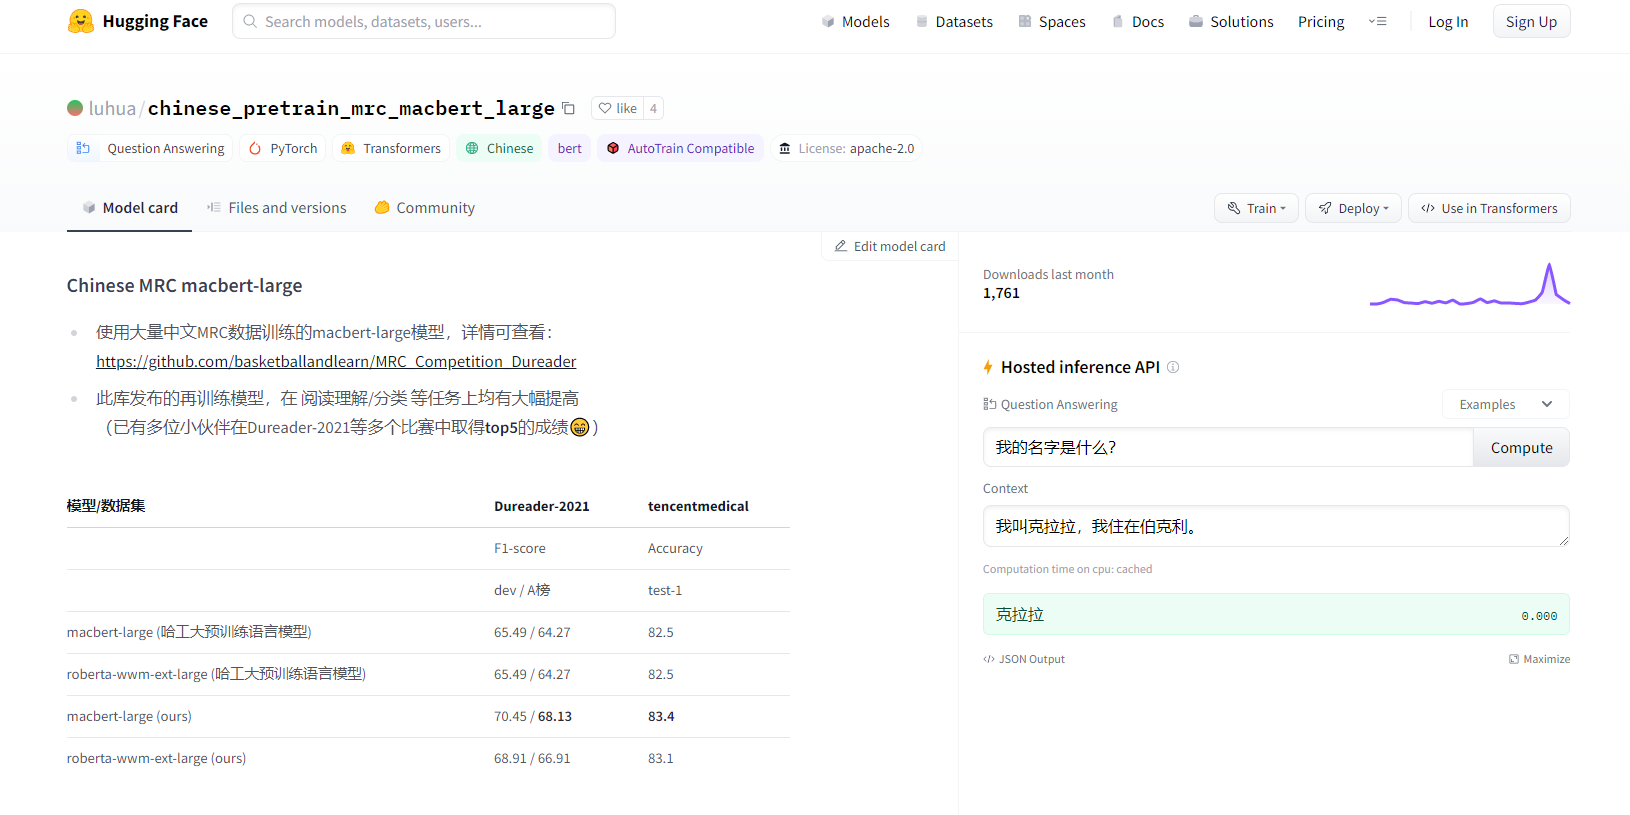 Hugging Face
Search models, datasets, users...
Models
Datasets
Spaces
Docs
Solutions
Pricing
Log In
Sign Up
luhua/chinese_pretrain_mrc_macbert_large
like 4
Question Answering
PyTorch
Transformers
Chinese
bert
AutoTrain Compatible
License: apache-2.0
Model card
Files and versions
Community
Train
Deploy
</> Use in Transformers
Edit model card
Chinese MRC macbert-large
使用大量中文MRC数据训练的macbert-large模型，详情可查看：
https://github.com/basketballandlearn/MRC_Competition_Dureader
此库发布的再训练模型，在 阅读理解/分类 等任务上均有大幅提高
（已有多位小伙伴在Dureader-2021等多个比赛中取得top5的成绩😁）
模型/数据集 Dureader-2021 tencentmedical
F1-score Accuracy
dev / A榜 test-1
macbert-large (哈工大预训练语言模型) 65.49 / 64.27 82.5
roberta-wwm-ext-large (哈工大预训练语言模型) 65.49 / 64.27 82.5
macbert-large (ours) 70.45 / 68.13 83.4
roberta-wwm-ext-large (ours) 68.91 / 66.91 83.1
Downloads last month
1,761
Hosted inference API
Question Answering
Examples
我的名字是什么？
Compute
Context
我叫克拉拉，我住在伯克利。
Computation time on cpu: cached
克拉拉 0.000
</> JSON Output
Maximize